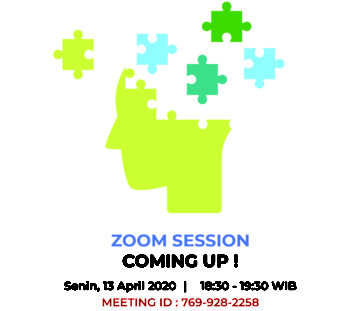 ZOOM SESSION
COMING UP !
Senin, 13 April 2020 | 18:30 - 19:30 WIB
MEETING ID : 769-928-2258